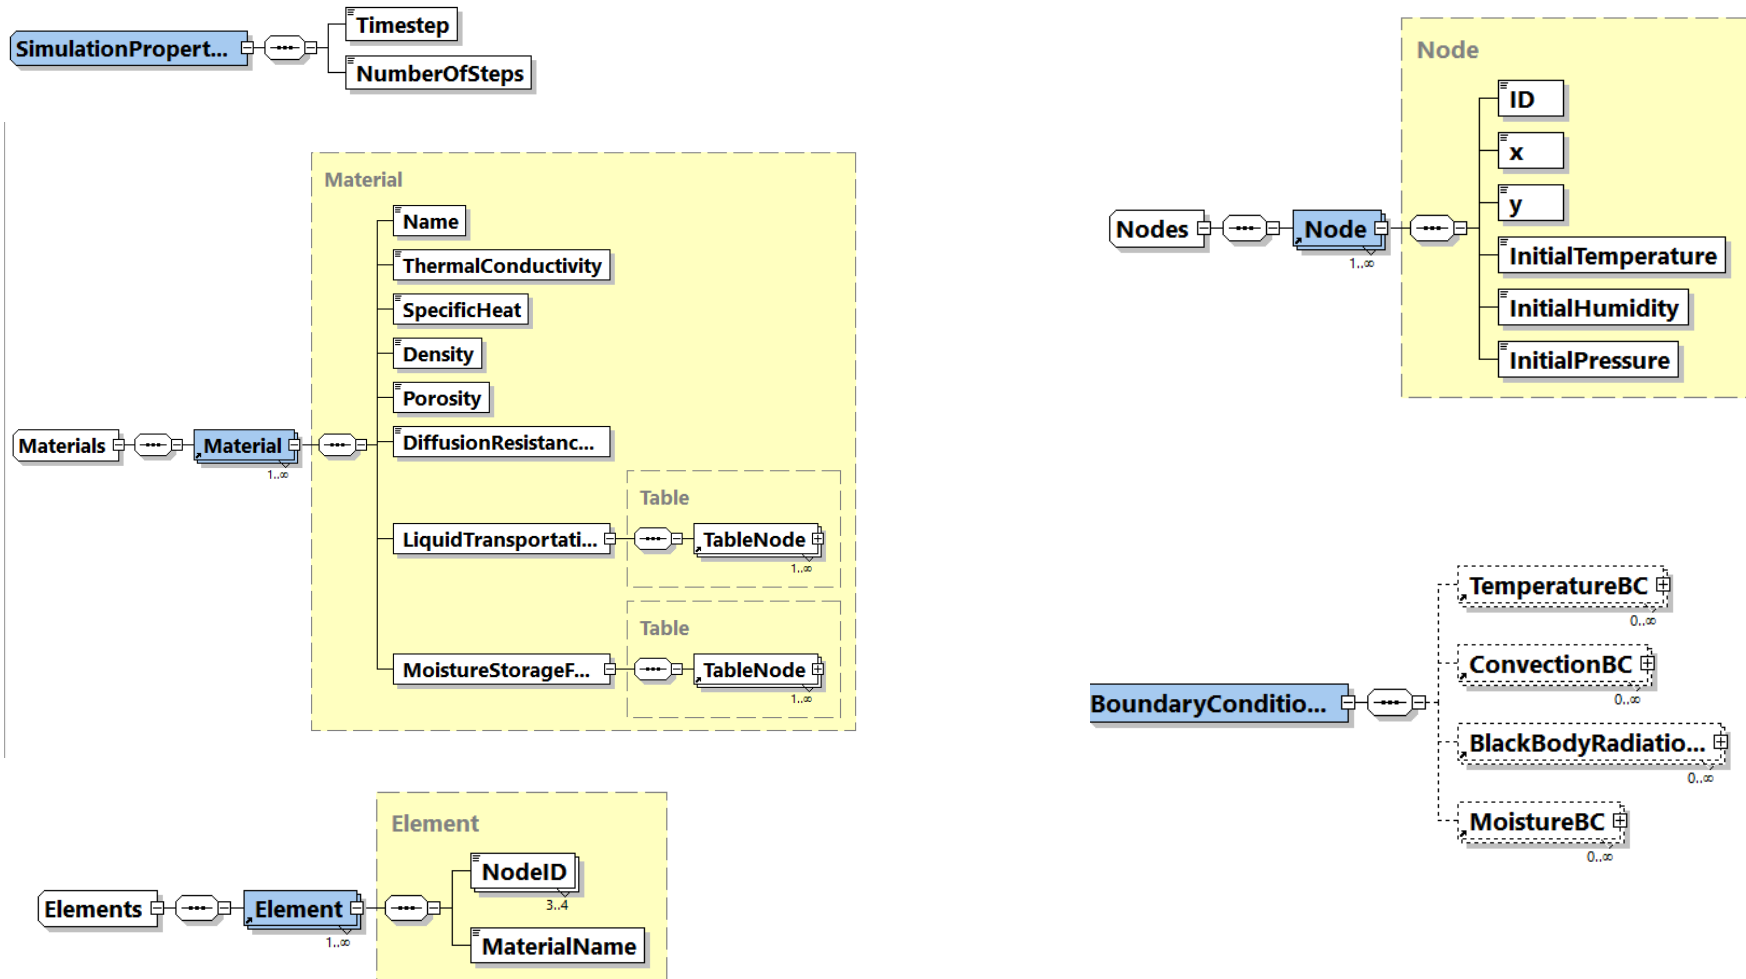 SimulationPropert...
Timestep
NumberOfSteps
Materials
Material
1..∞
Material
Name
ThermalConductivity
SpecificHeat
Density
Porosity
DiffusionResistanc...
LiquidTransportati...
Table
TableNode
1..∞
MoistureStorageF...
Table
TableNode
1..∞
Elements
Element
1..∞
Element
NodeID
3..4
MaterialName
Nodes
Node
1..∞
Node
ID
x
y
InitialTemperature
InitialHumidity
InitialPressure
BoundaryConditio...
TemperatureBC
0..∞
ConvectionBC
0..∞
BlackBodyRadiatio...
0..∞
MoistureBC
0..∞